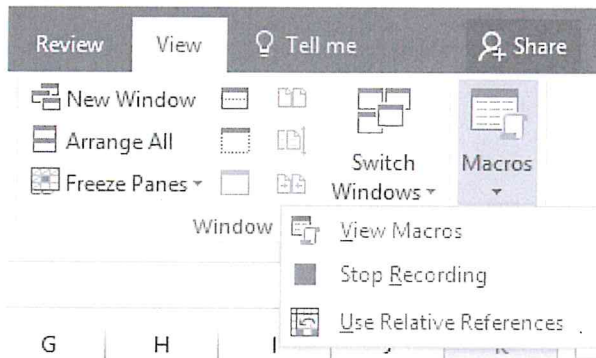 Review View Tell me Share
New Window
Arrange All
Freeze Panes
Switch Windows
Macros
Window
View Macros
Stop Recording
Use Relative References
G H